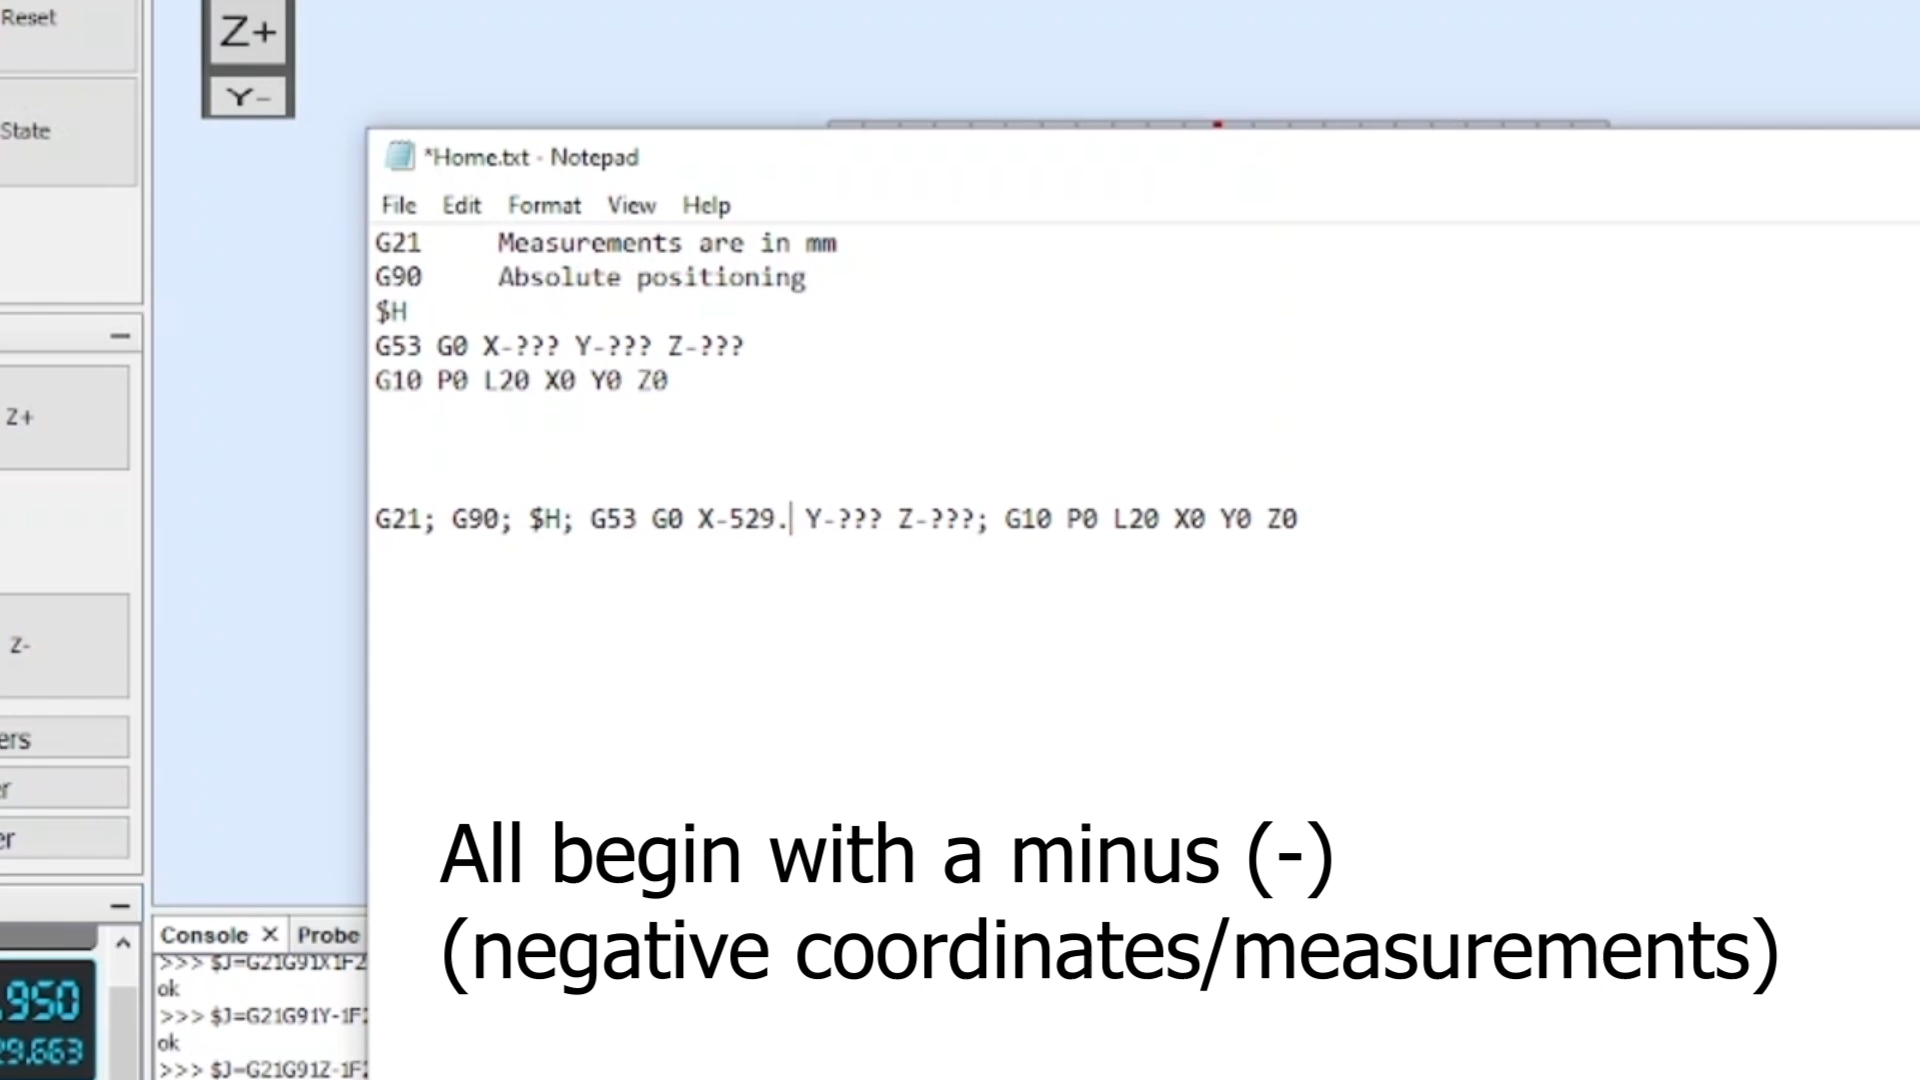 Reset
Z+
Y-
State
*Home.txt - Notepad
File Edit Format View Help
G21 Measurements are in mm
G90 Absolute positioning
$H
G53 G0 X-??? Y-??? Z-???
G10 P0 L20 X0 Y0 Z0
Z+
G21; G90; $H; G53 G0 X-529. Y-??? Z-???; G10 P0 L20 X0 Y0 Z0
Z-
ers
r
er
All begin with a minus (-)
(negative coordinates/measurements)
Console X Probe
>>> $J=G21G91X1F
ok
>>> $J=G21G91Y-1F
ok
>>> $J=G21G91Z-1F
.950
29.663